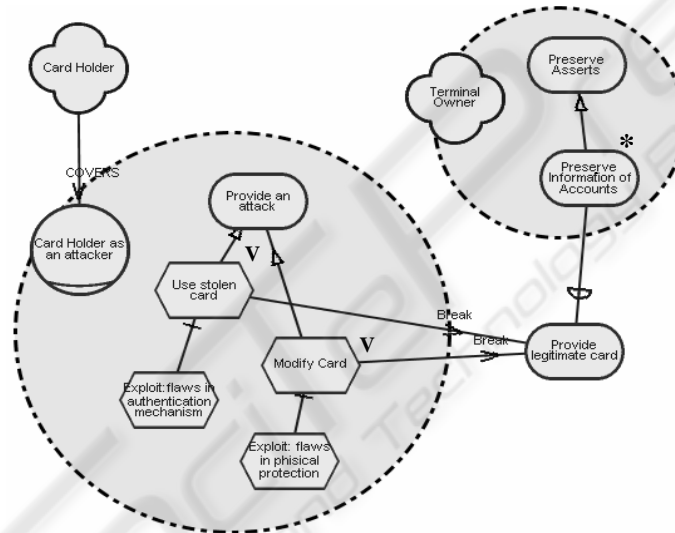 Card Holder
COVERS
Card Holder as
an attacker
Provide an
attack
V
Use stolen
card
Exploit:flaws in
authentication
mechanism
Modify Card
V
Exploit: flaws
in phisical
protection
Break
Break
Provide
legitimate card
Terminal
Owner
Preserve
Asserts
*
Preserve
Information of
Accounts